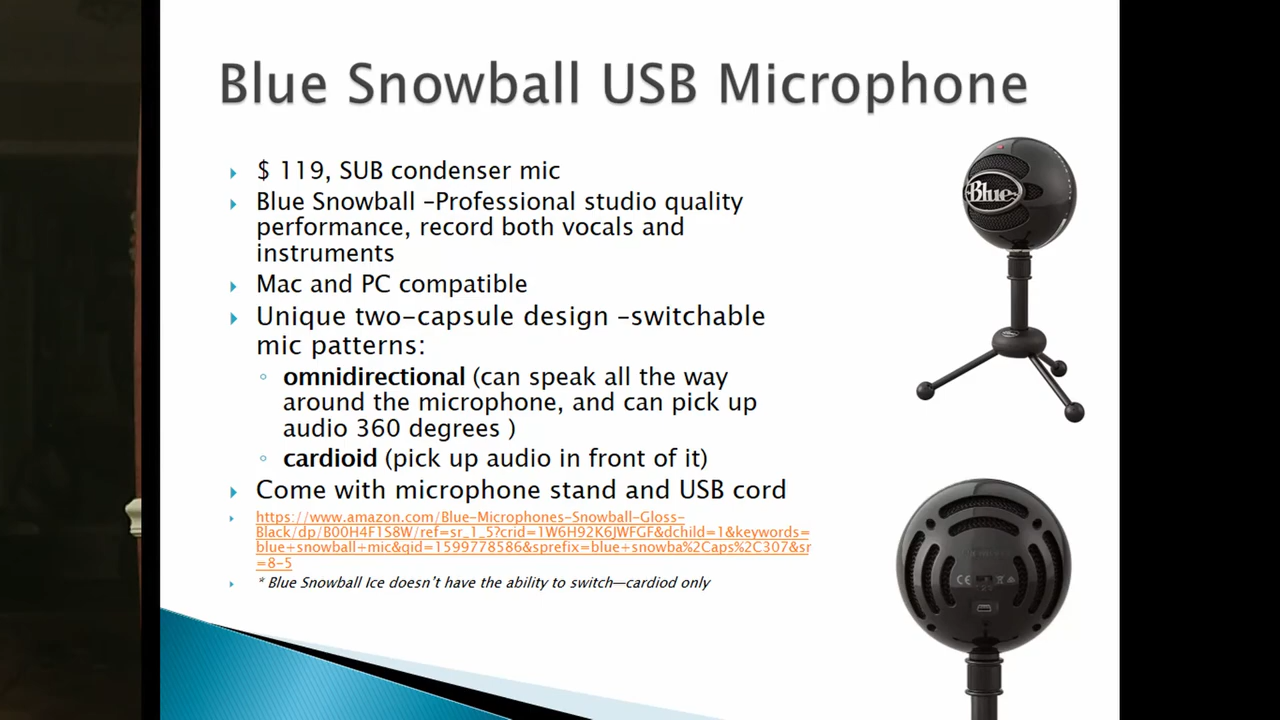 Blue Snowball USB Microphone
$ 119, SUB condenser mic
Blue Snowball –Professional studio quality
performance, record both vocals and
instruments
Mac and PC compatible
Unique two-capsule design –switchable
mic patterns:
omnidirectional (can speak all the way
around the microphone, and can pick up
audio 360 degrees )
cardioid (pick up audio in front of it)
Come with microphone stand and USB cord
https://www.amazon.com/Blue-Microphones-Snowball-Gloss-
Black/dp/B00H4F1S8W/ref=sr_1_5?crid=1W6H92K6JWFGF&dchild=1&keywords=
blue+snowball+mic&qid=1599778586&sprefix=blue+snowba%2Caps%2C307&sr
=8-5
* Blue Snowball Ice doesn't have the ability to switch—cardiod only
Blue
CE